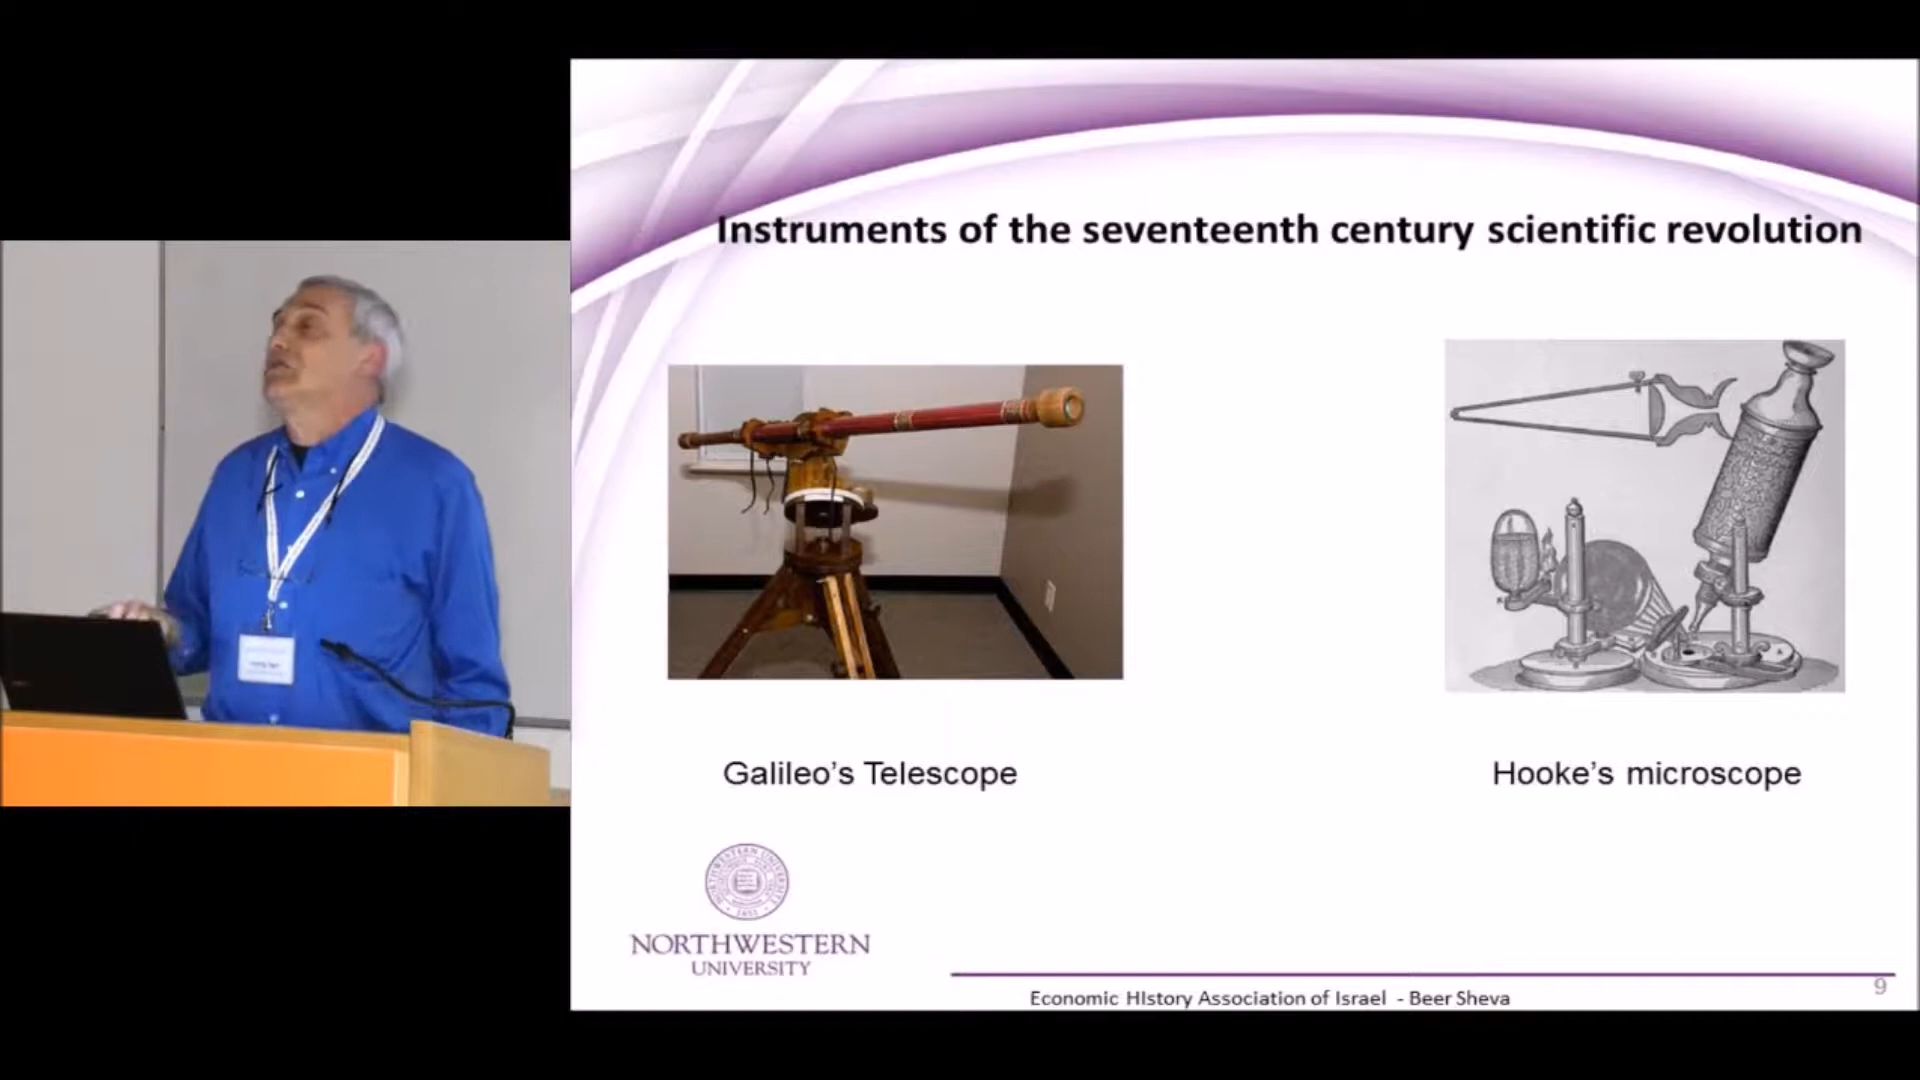 Instruments of the seventeenth century scientific revolution
Galileo's Telescope
Hooke's microscope
NORTHWESTERN
UNIVERSITY
Economic HIstory Association of Israel - Beer Sheva
9